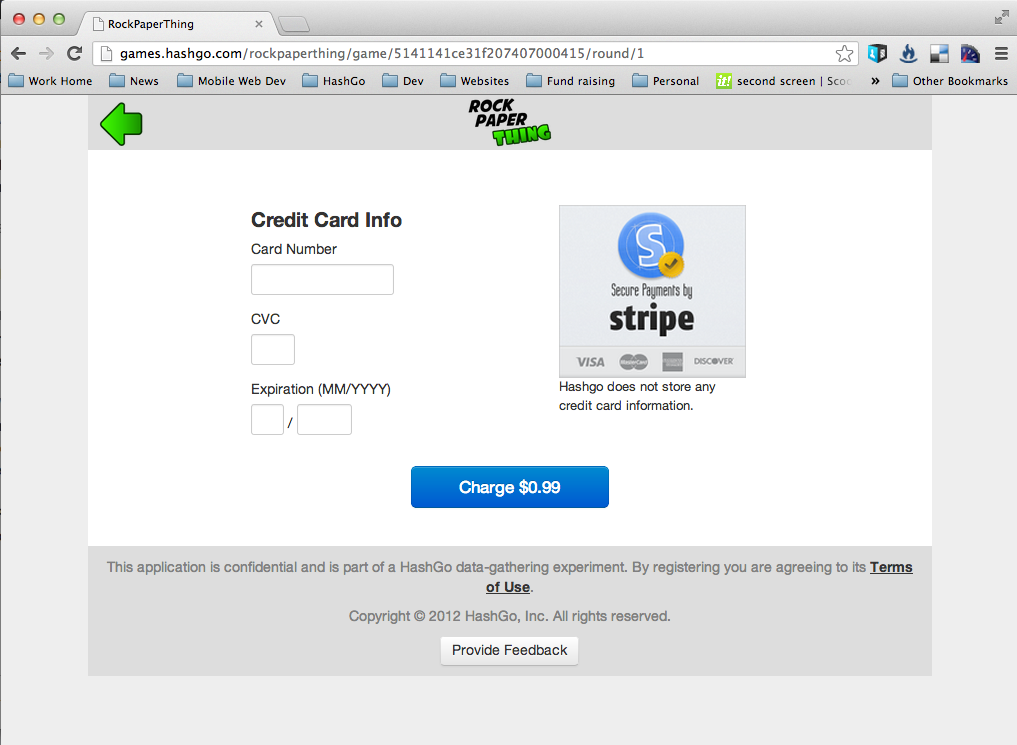 RockPaperThing
games.hashgo.com/rockpaperthing/game/5141141ce31f207407000415/round/1
Work Home News Mobile Web Dev HashGo Dev Websites Fund raising Personal if! second screen | Scoo » Other Bookmarks
ROCK
PAPER
THING
Credit Card Info
Card Number
CVC
Expiration (MM/YYYY)
/
S
Secure Payments by
stripe
VISA MasterCard AMERICAN EXPRESS DISCOVER
Hashgo does not store any
credit card information.
Charge $0.99
This application is confidential and is part of a HashGo data-gathering experiment. By registering you are agreeing to its Terms
of Use.
Copyright © 2012 HashGo, Inc. All rights reserved.
Provide Feedback